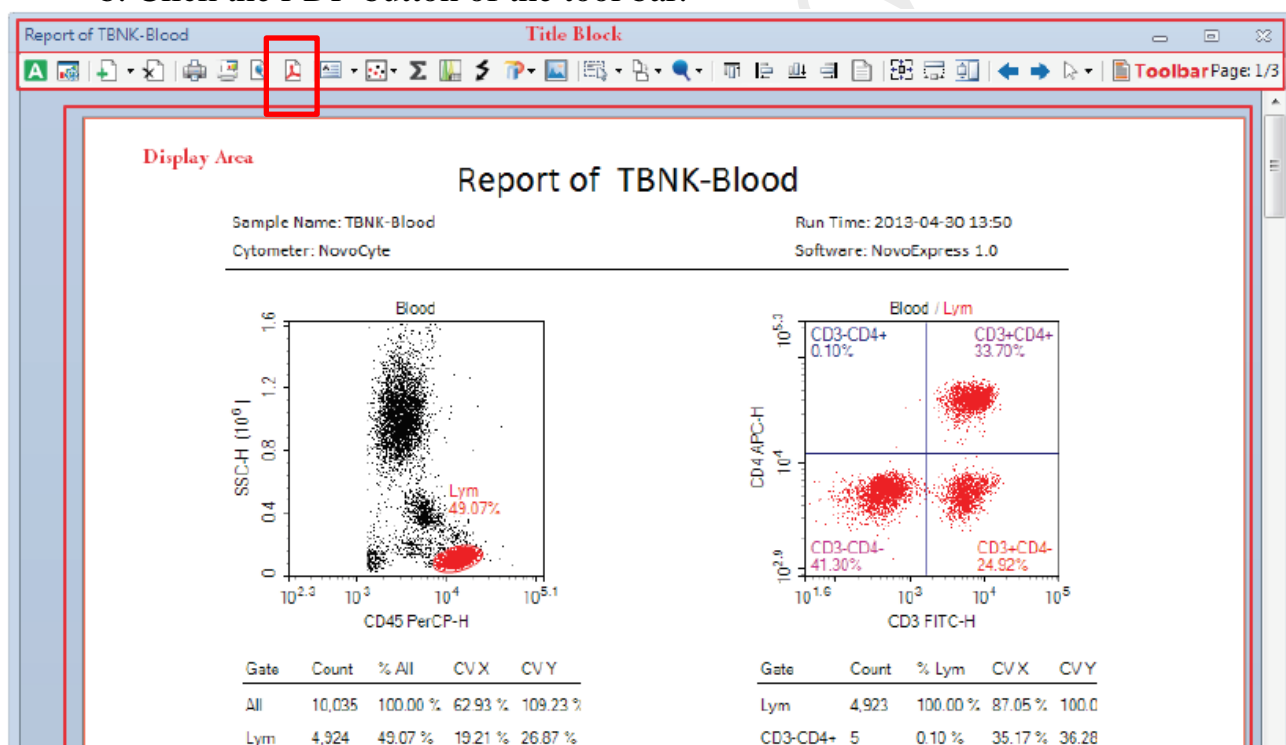 Report of TBNK-Blood
Title Block
Toolbar Page: 1/3
Display Area
Report of TBNK-Blood
Sample Name: TBNK-Blood
Run Time: 2013-04-30 13:50
Cytometer: NovoCyte
Software: NovoExpress 1.0
Blood
SSC-H (10^6)
1.6
1.2
0.8
0.4
0
Lym
49.07%
10^2.3 10^3 10^4 10^5.1
CD45 PerCP-H
Blood / Lym
CD4 APC-H
10^5.3
10^4
10^2.9
CD3-CD4+
0.10%
CD3+CD4+
33.70%
CD3-CD4-
41.30%
CD3+CD4-
24.92%
10^1.6 10^3 10^4 10^5
CD3 FITC-H
Gate Count % All CV X CV Y
All 10,035 100.00 % 62.93 % 109.23 %
Lym 4,924 49.07 % 19.21 % 26.87 %
Gate Count % Lym CV X CV Y
Lym 4,923 100.00 % 87.05 % 100.0
CD3-CD4+ 5 0.10 % 35.17 % 36.28